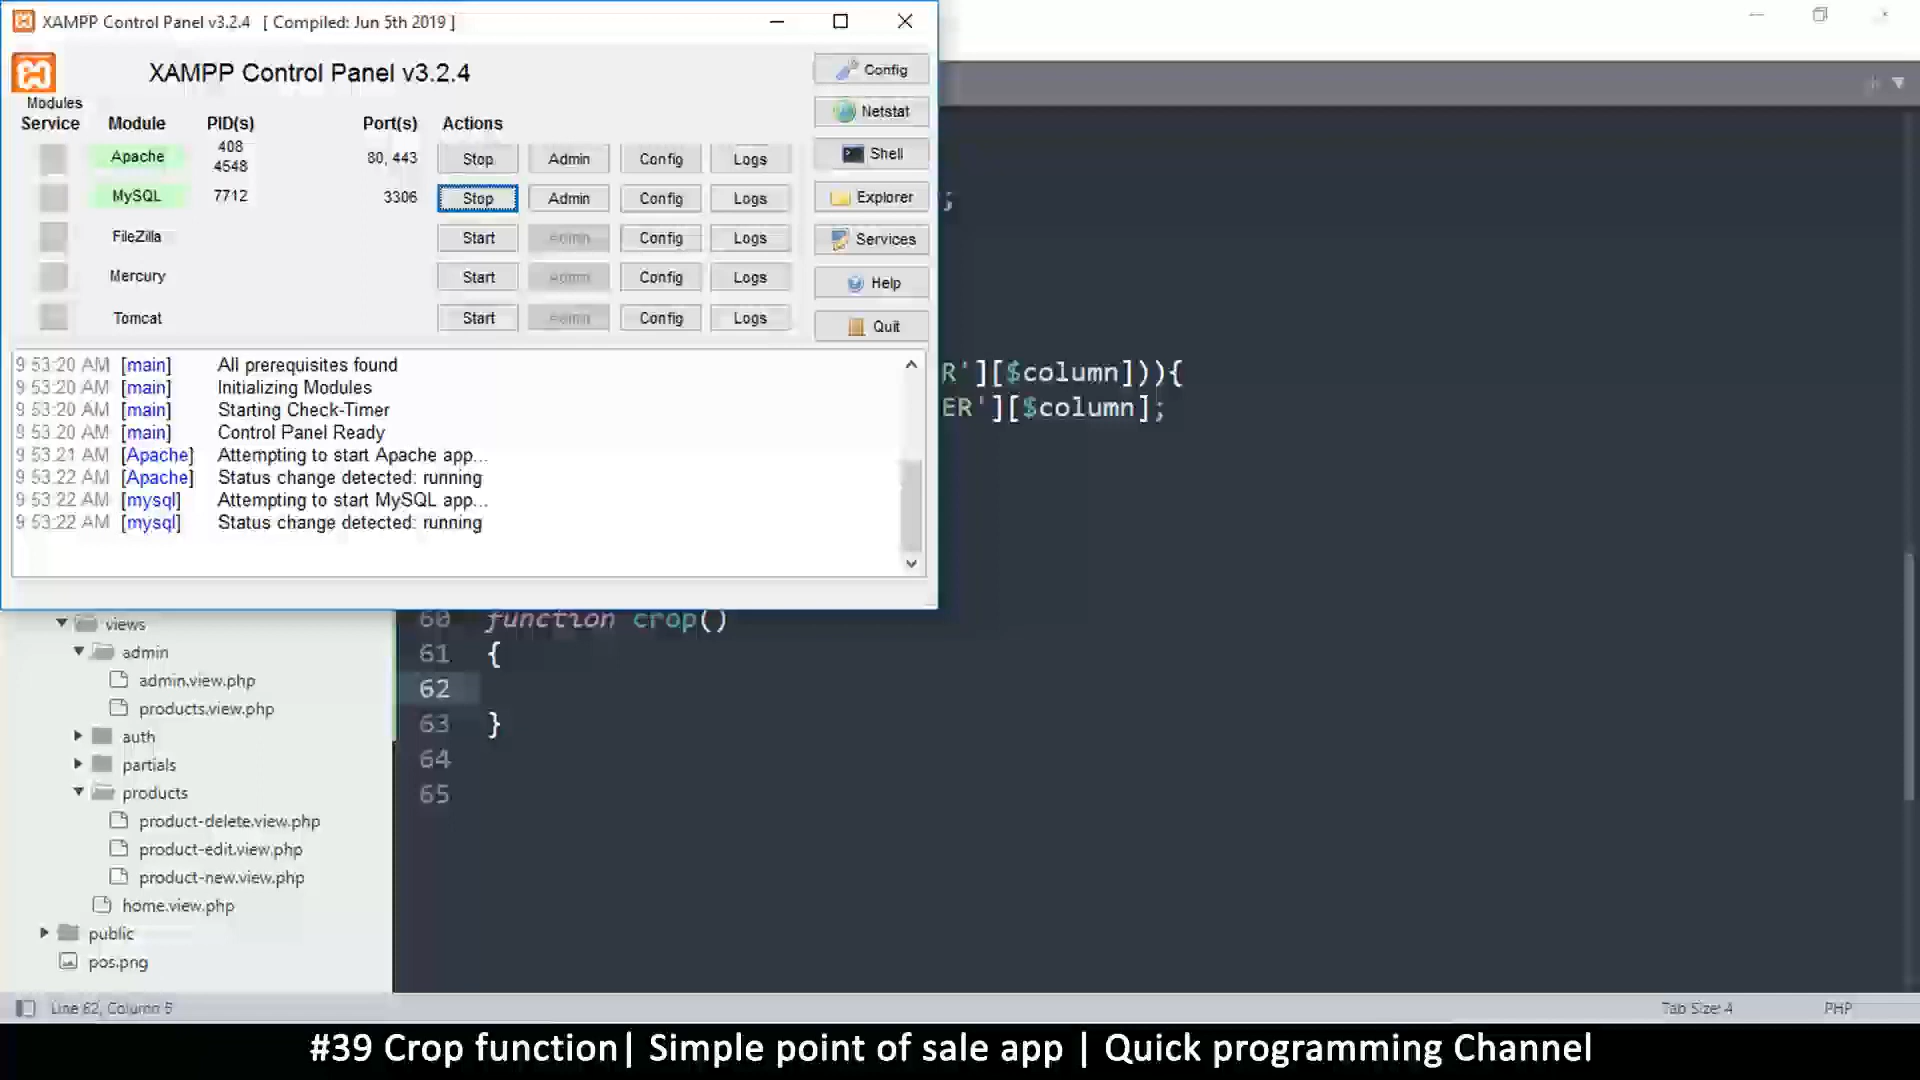 XAMPP Control Panel v3.2.4 [ Compiled: Jun 5th 2019 ]
XAMPP Control Panel v3.2.4
Config
Netstat
Shell
Explorer
Services
Help
Quit
Modules
Service Module PID(s) Port(s) Actions
Apache 408 4548 80, 443 Stop Admin Config Logs
MySQL 7712 3306 Stop Admin Config Logs
FileZilla Start Admin Config Logs
Mercury Start Admin Config Logs
Tomcat Start Admin Config Logs
9:53:20 AM [main] All prerequisites found
9:53:20 AM [main] Initializing Modules
9:53:20 AM [main] Starting Check-Timer
9:53:20 AM [main] Control Panel Ready
9:53:21 AM [Apache] Attempting to start Apache app...
9:53:22 AM [Apache] Status change detected: running
9:53:22 AM [mysql] Attempting to start MySQL app...
9:53:22 AM [mysql] Status change detected: running
;
R'][$column])){
ER'][$column];
60 function crop()
61 {
62
63 }
64
65
views
admin
admin.view.php
products.view.php
auth
partials
products
product-delete.view.php
product-edit.view.php
product-new.view.php
home.view.php
public
pos.png
Line 62, Column 5 Tab Size: 4 PHP
#39 Crop function| Simple point of sale app | Quick programming Channel